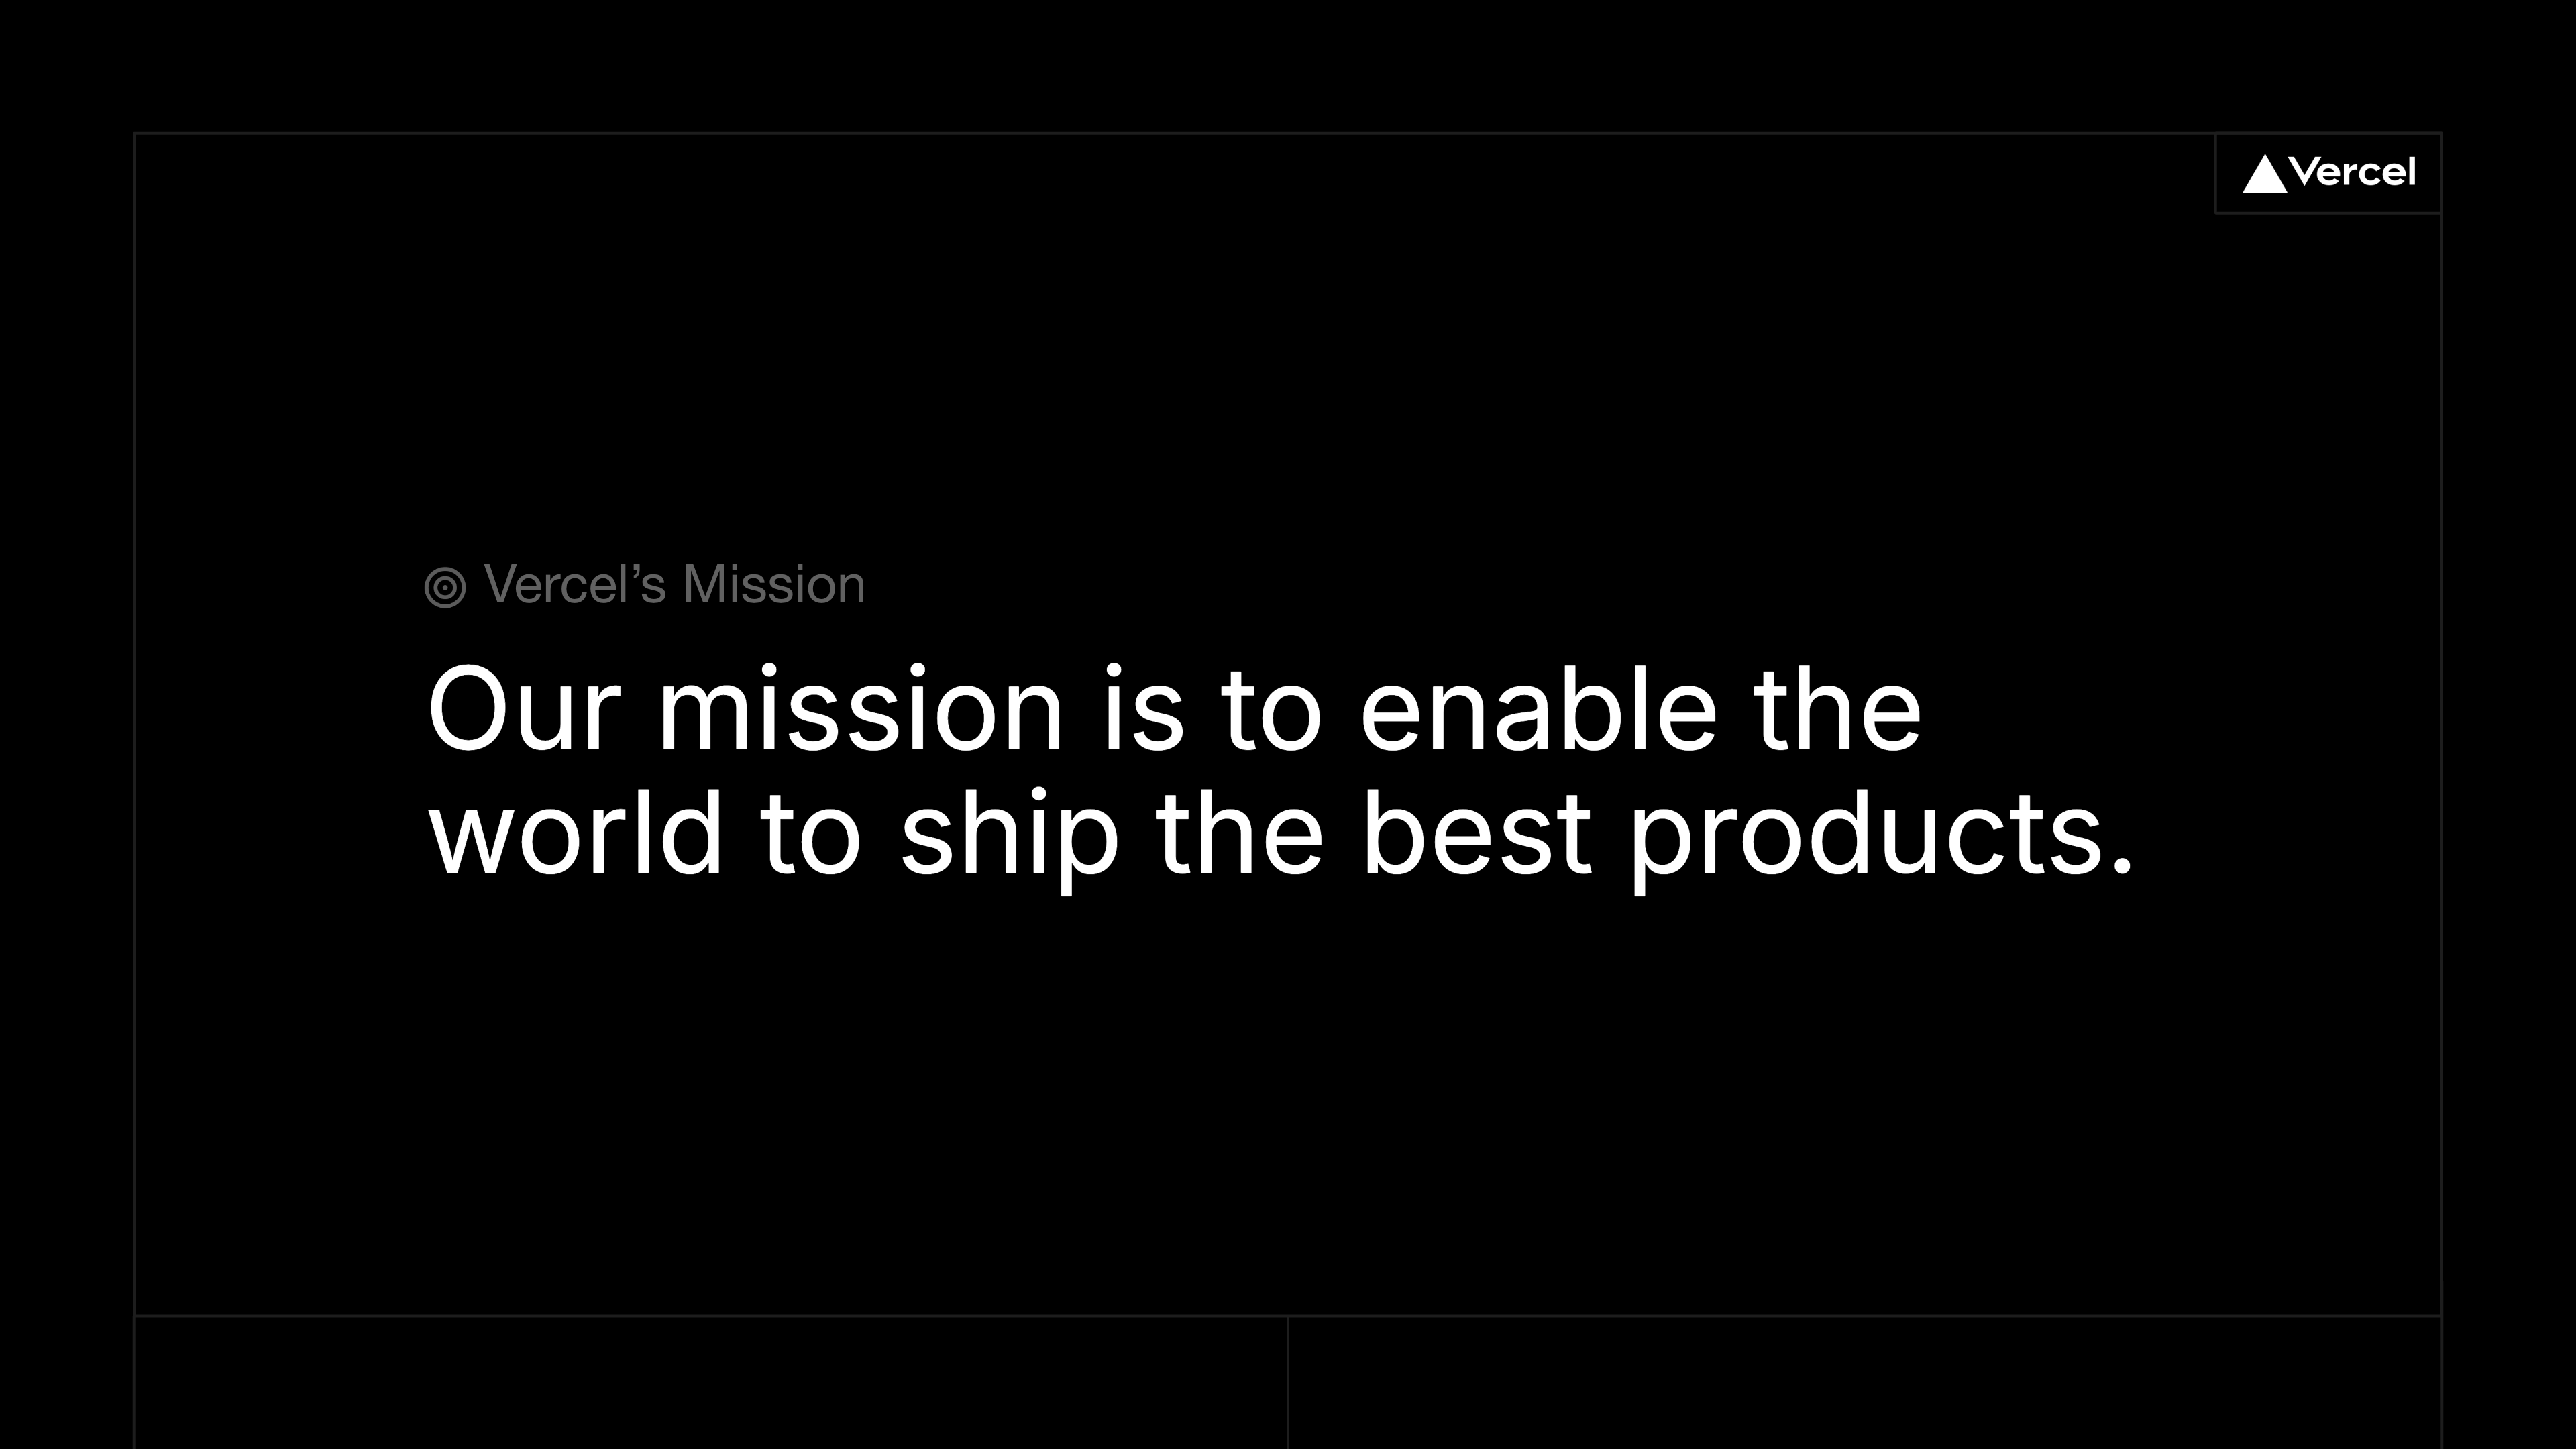 Vercel
Vercel’s Mission
Our mission is to enable the
world to ship the best products.